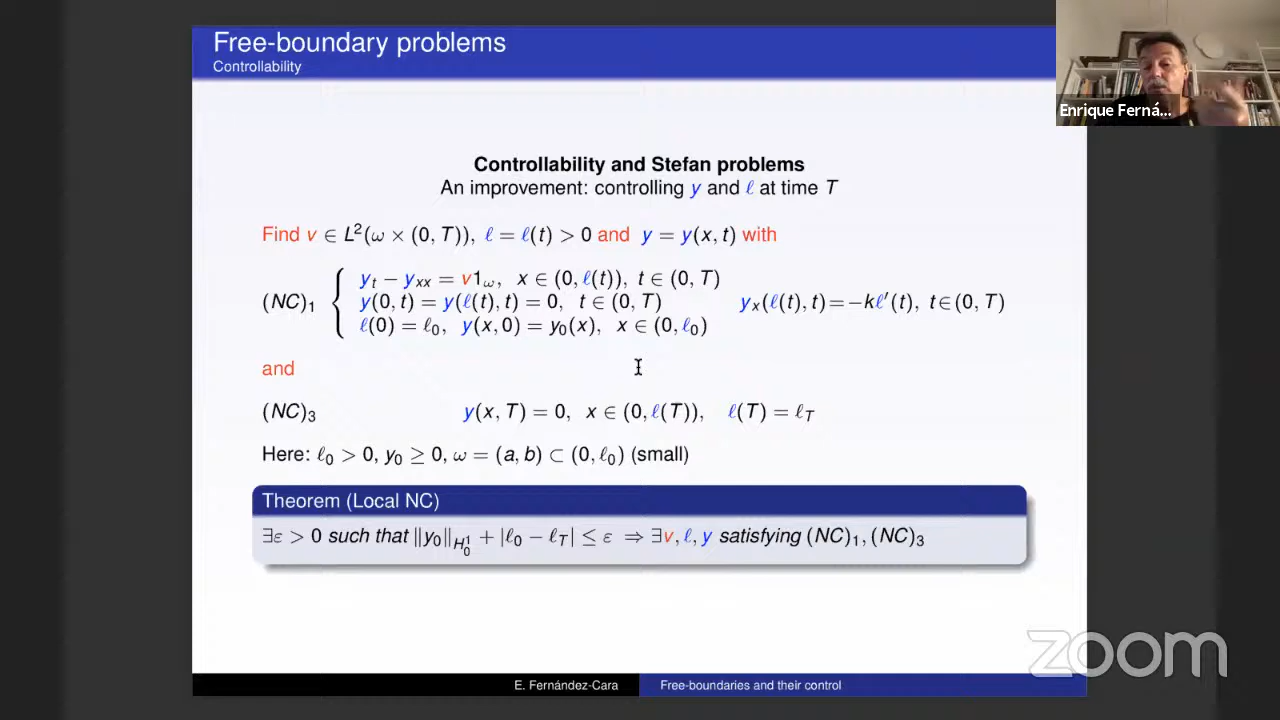 Free-boundary problems
Controllability
Enrique Ferná...
Controllability and Stefan problems
An improvement: controlling y and ℓ at time T
Find v ∈ L²(ω × (0, T)), ℓ = ℓ(t) > 0 and y = y(x, t) with
(NC)₁ { y_t − y_xx = v1_ω, x ∈ (0, ℓ(t)), t ∈ (0, T)
y(0, t) = y(ℓ(t), t) = 0, t ∈ (0, T) y_x(ℓ(t), t) = −kℓ′(t), t ∈ (0, T)
ℓ(0) = ℓ₀, y(x, 0) = y₀(x), x ∈ (0, ℓ₀)
and
(NC)₃ y(x, T) = 0, x ∈ (0, ℓ(T)), ℓ(T) = ℓ_T
Here: ℓ₀ > 0, y₀ ≥ 0, ω = (a, b) ⊂ (0, ℓ₀) (small)
Theorem (Local NC)
∃ε > 0 such that ‖y₀‖_{H¹₀} + |ℓ₀ − ℓ_T| ≤ ε ⇒ ∃v, ℓ, y satisfying (NC)₁, (NC)₃
zoom
E. Fernández-Cara Free-boundaries and their control